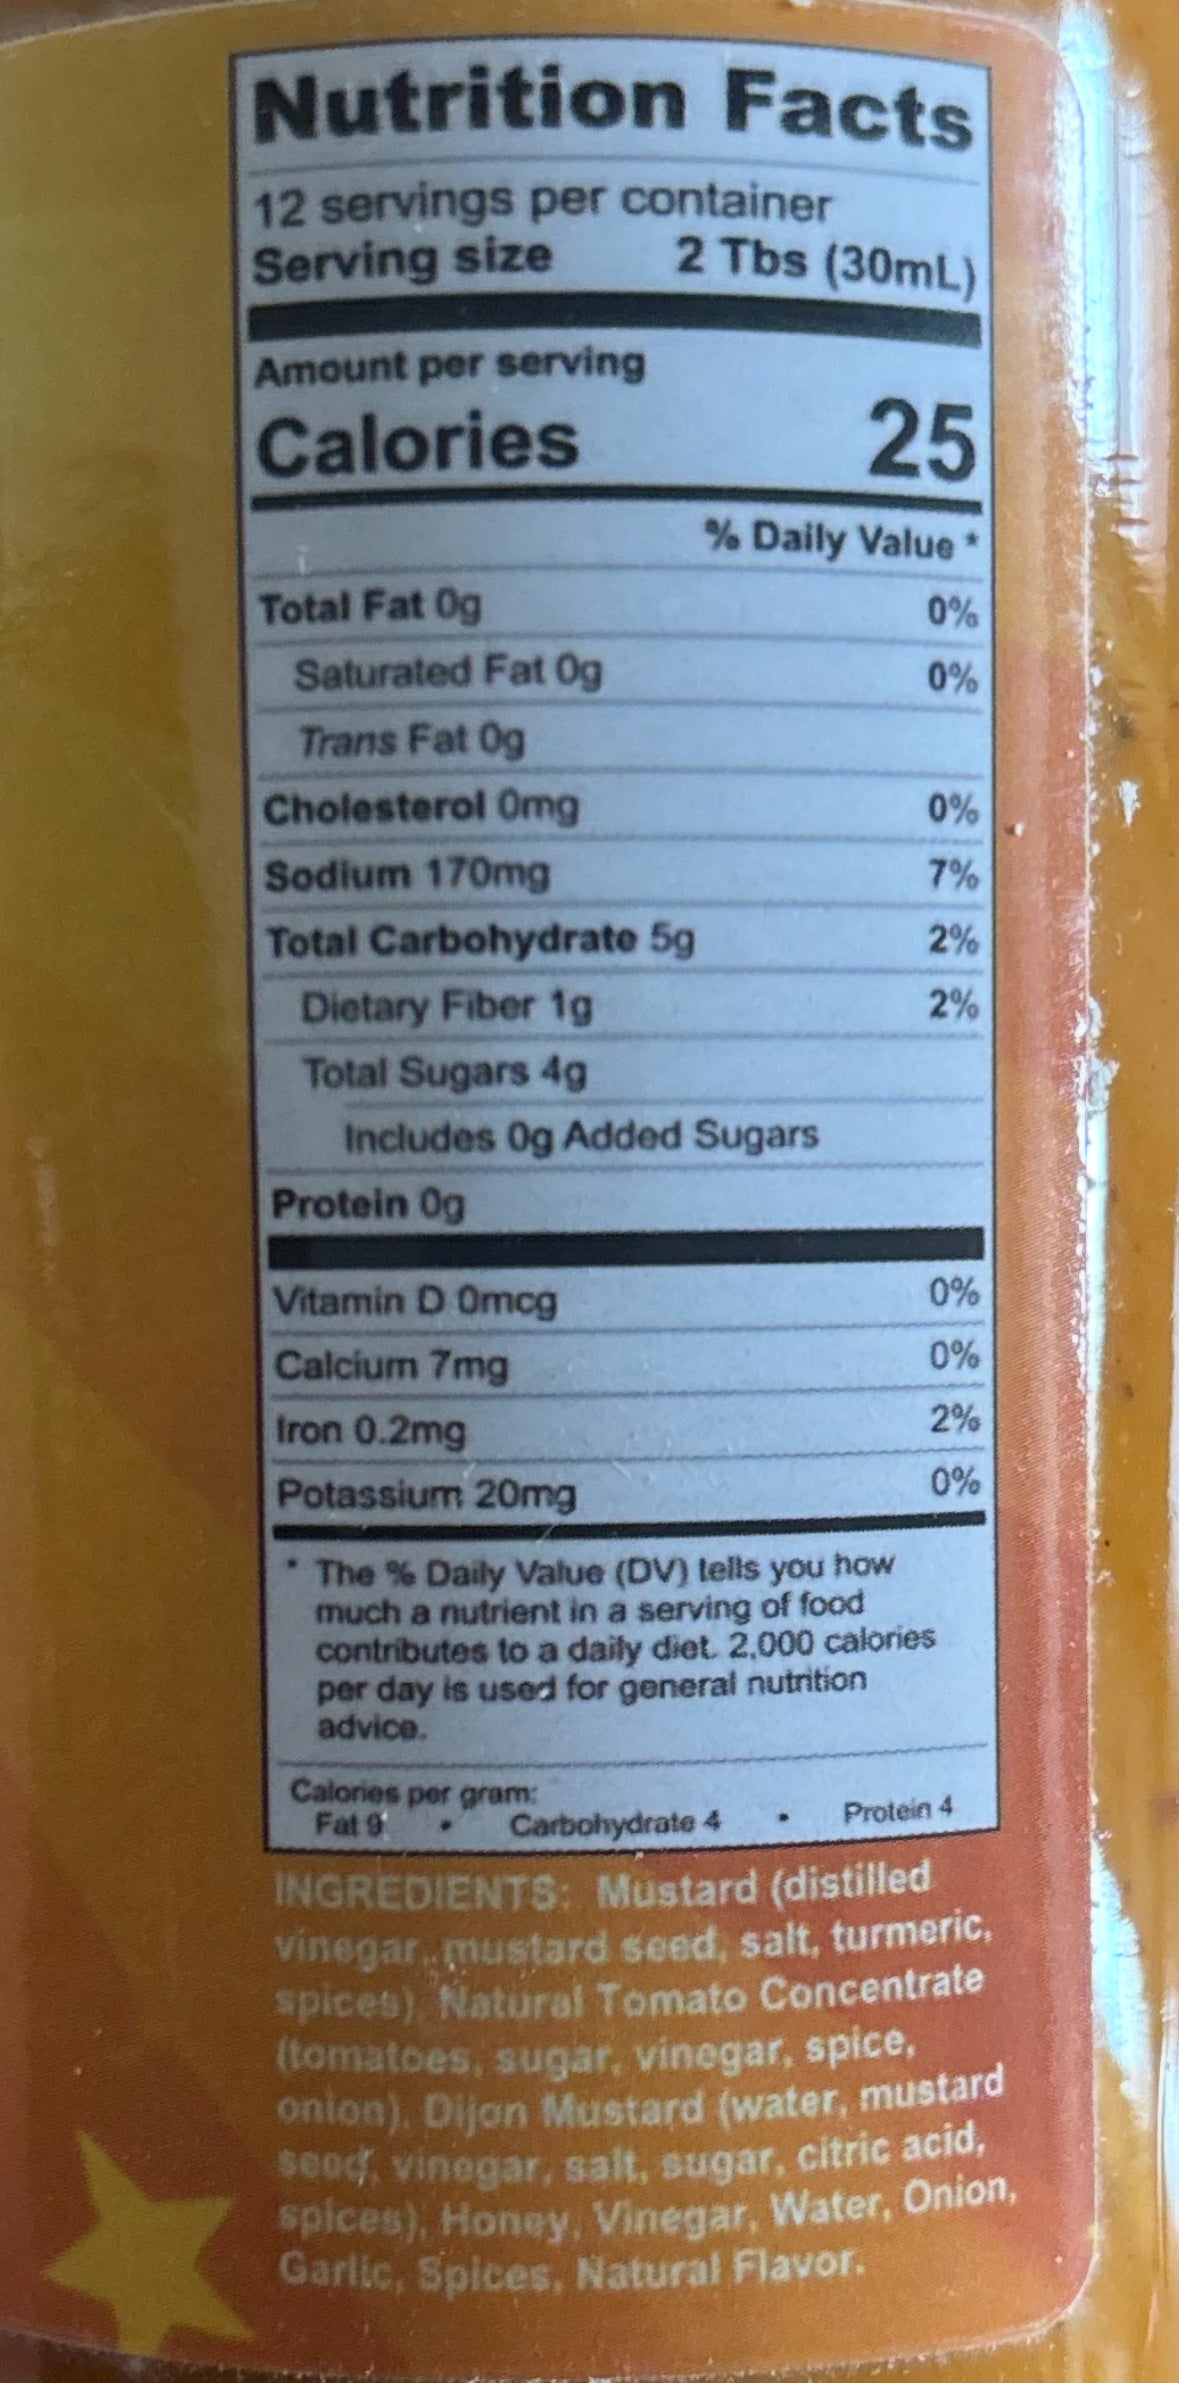 Nutrition Facts
12 servings per container
Serving size 2 Tbs (30mL)
Amount per serving
Calories 25
% Daily Value *
Total Fat 0g 0%
Saturated Fat 0g 0%
Trans Fat 0g
Cholesterol 0mg 0%
Sodium 170mg 7%
Total Carbohydrate 5g 2%
Dietary Fiber 1g 2%
Total Sugars 4g
Includes 0g Added Sugars
Protein 0g
Vitamin D 0mcg 0%
Calcium 7mg 0%
Iron 0.2mg 2%
Potassium 20mg 0%
* The % Daily Value (DV) tells you how
much a nutrient in a serving of food
contributes to a daily diet. 2,000 calories
per day is used for general nutrition
advice.
Calories per gram:
Fat 9 • Carbohydrate 4 • Protein 4
INGREDIENTS: Mustard (distilled
vinegar, mustard seed, salt, turmeric,
spices), Natural Tomato Concentrate
(tomatoes, sugar, vinegar, spice,
onion), Dijon Mustard (water, mustard
seed, vinegar, salt, sugar, citric acid,
spices), Honey, Vinegar, Water, Onion,
Garlic, Spices, Natural Flavor.